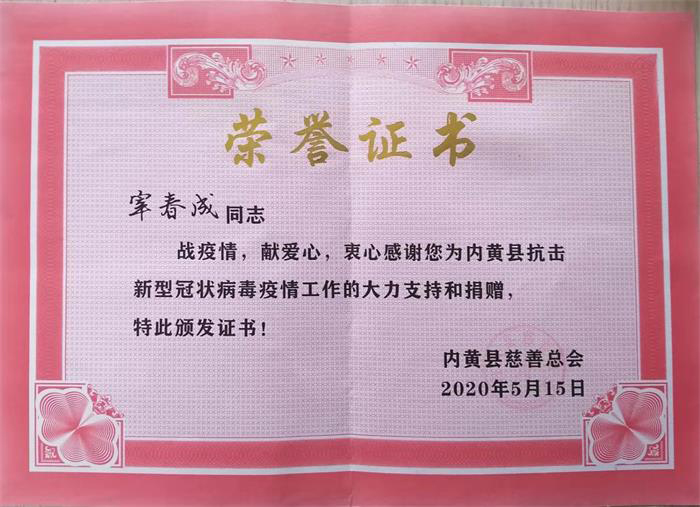 荣誉证书
军春成同志
战疫情，献爱心，衷心感谢您为内黄县抗击
新型冠状病毒疫情工作的大力支持和捐赠，
特此颁发证书！
内黄县慈善总会
2020年5月15日